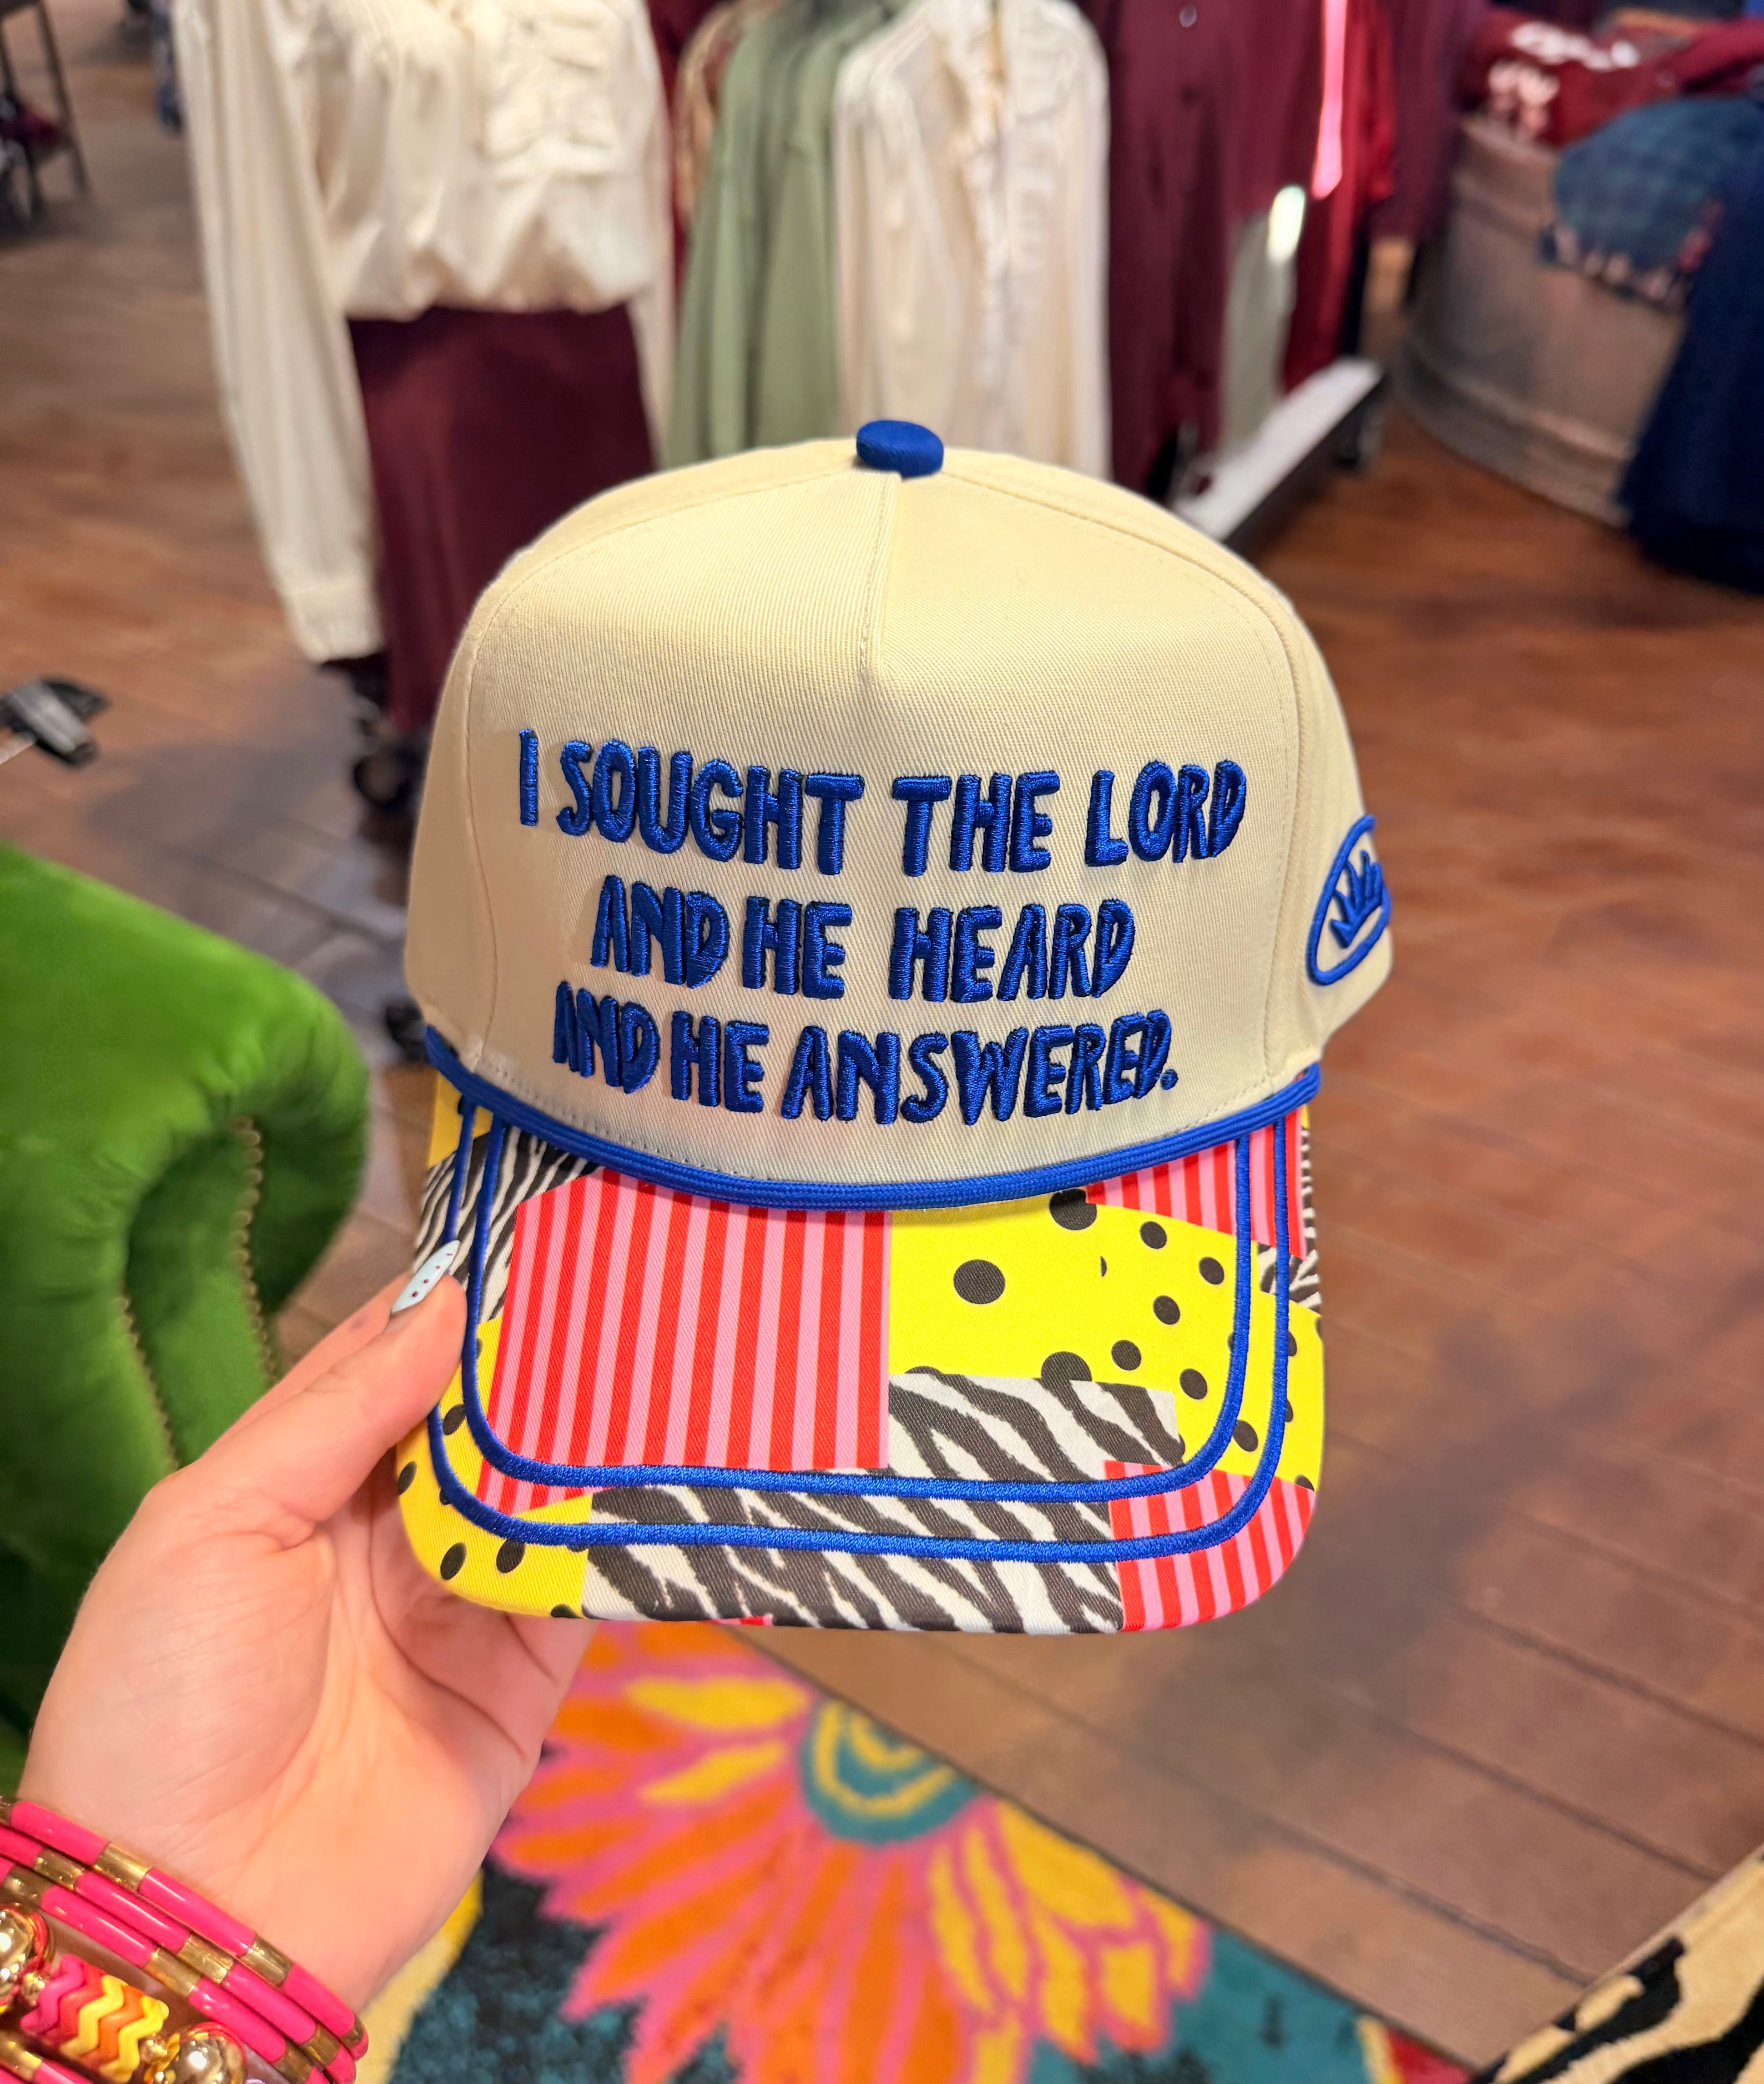 I SOUGHT THE LORD
AND HE HEARD
AND HE ANSWERED.